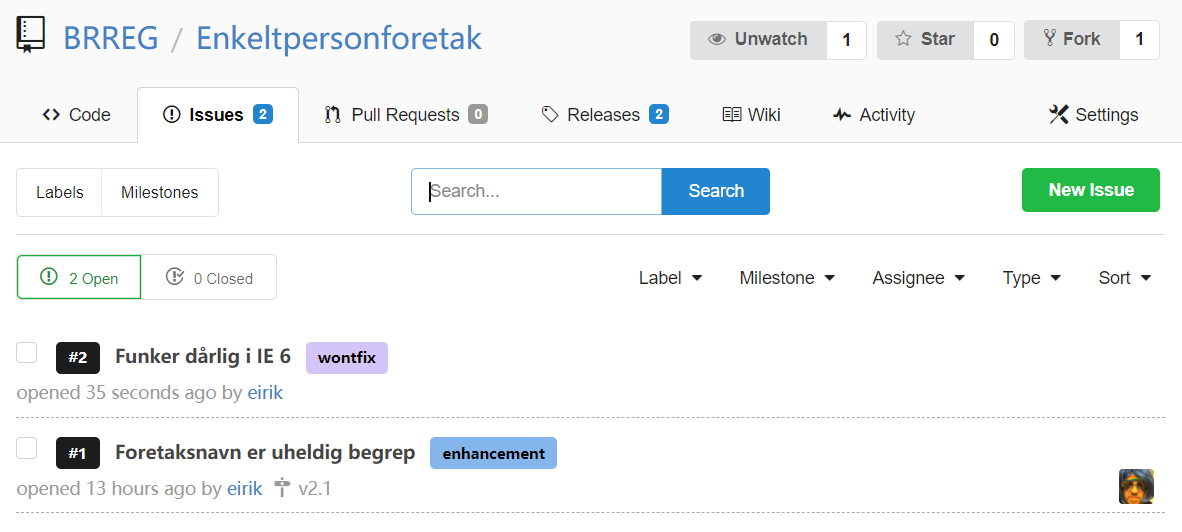 BRREG / Enkeltpersonforetak
Unwatch 1 Star 0 Fork 1
Code Issues 2 Pull Requests 0 Releases 2 Wiki Activity Settings
Labels Milestones Search... Search New Issue
2 Open 0 Closed Label Milestone Assignee Type Sort
#2 Funker dårlig i IE 6 wontfix
opened 35 seconds ago by eirik
#1 Foretaksnavn er uheldig begrep enhancement
opened 13 hours ago by eirik v2.1